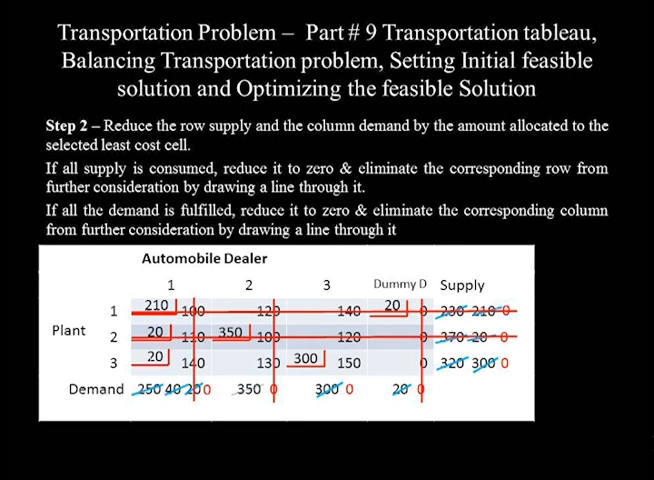 Transportation Problem – Part # 9 Transportation tableau,
Balancing Transportation problem, Setting Initial feasible
solution and Optimizing the feasible Solution
Step 2 – Reduce the row supply and the column demand by the amount allocated to the
selected least cost cell.
If all supply is consumed, reduce it to zero & eliminate the corresponding row from
further consideration by drawing a line through it.
If all the demand is fulfilled, reduce it to zero & eliminate the corresponding column
from further consideration by drawing a line through it
Automobile Dealer
1 2 3 Dummy D Supply
1 210 100 120 140 20 0 230 210 0
Plant 2 20 110 350 100 120 0 370 20 0
3 20 140 130 300 150 0 320 300 0
Demand 250 40 20 0 350 0 300 0 20 0